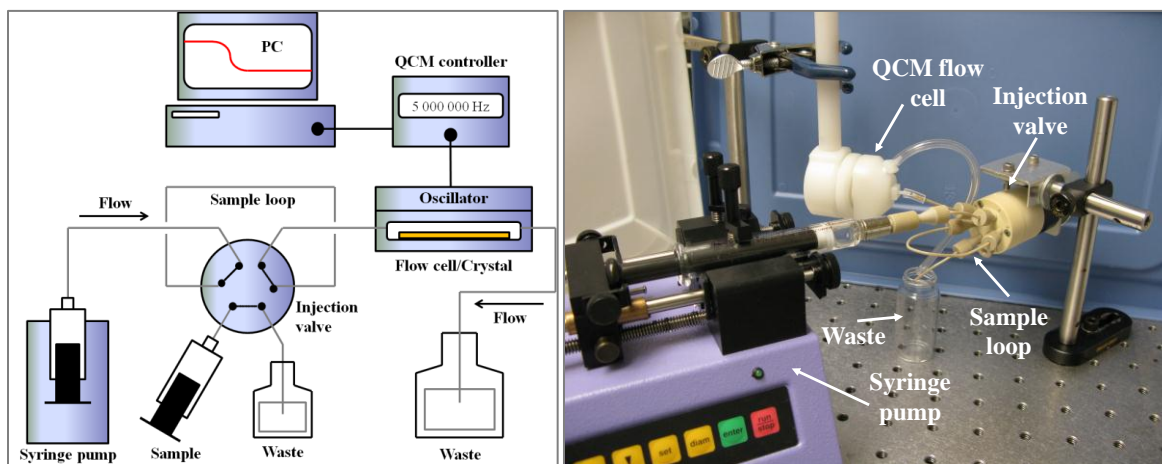 PC
QCM controller
5 000 000 Hz
Flow
Sample loop
Oscillator
Flow cell/Crystal
Injection
valve
Flow
Syringe pump
Sample
Waste
Waste
QCM flow
cell
Injection
valve
Waste
Sample
loop
Syringe
pump
set
diam
enter
run
stop